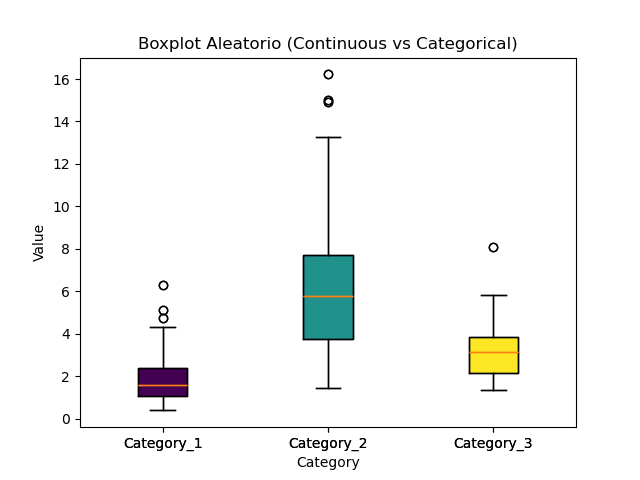 Boxplot Aleatorio (Continuous vs Categorical)
16
14
12
10
8
6
4
2
0
Value
Category_1 Category_2 Category_3
Category